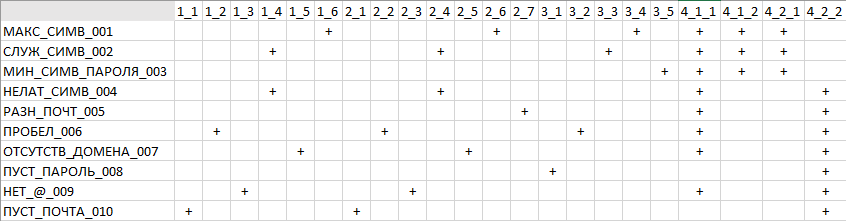 1_1 1_2 1_3 1_4 1_5 1_6 2_1 2_2 2_3 2_4 2_5 2_6 2_7 3_1 3_2 3_3 3_4 3_5 4_1_1 4_1_2 4_2_1 4_2_2
МАКС_СИМВ_001 + + + + + +
СЛУЖ_СИМВ_002 + + + + + +
МИН_СИМВ_ПАРОЛЯ_003 + + + +
НЕЛАТ_СИМВ_004 + + + +
РАЗН_ПОЧТ_005 + + +
ПРОБЕЛ_006 + + + + +
ОТСУТСТВ_ДОМЕНА_007 + + + +
ПУСТ_ПАРОЛЬ_008 + +
НЕТ_@_009 + + + +
ПУСТ_ПОЧТА_010 + + +